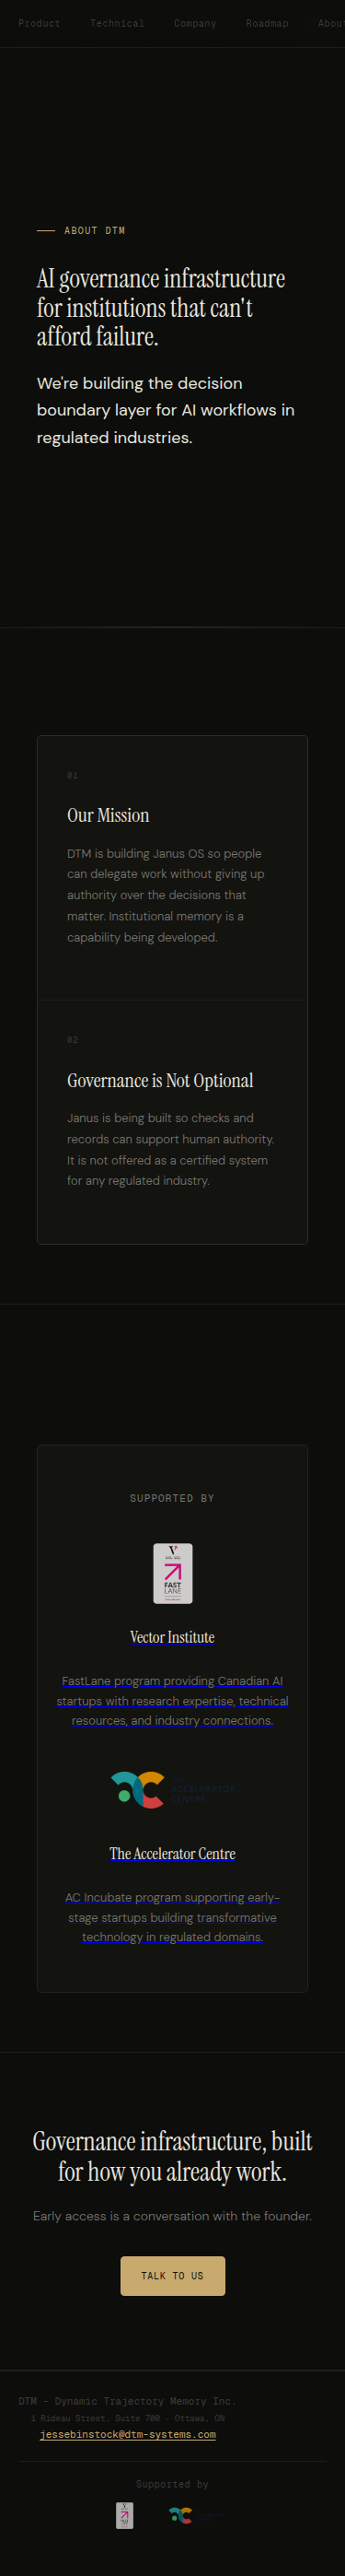 Product Technical Company Roadmap About
ABOUT DTM
AI governance infrastructure
for institutions that can't
afford failure.
We're building the decision
boundary layer for AI workflows in
regulated industries.
01
Our Mission
DTM is building Janus OS so people
can delegate work without giving up
authority over the decisions that
matter. Institutional memory is a
capability being developed.
02
Governance is Not Optional
Janus is being built so checks and
records can support human authority.
It is not offered as a certified system
for any regulated industry.
SUPPORTED BY
FAST
LANE
Vector Institute
FastLane program providing Canadian AI
startups with research expertise, technical
resources, and industry connections.
ACCELERATOR
CENTRE
The Accelerator Centre
AC Incubate program supporting early-
stage startups building transformative
technology in regulated domains.
Governance infrastructure, built
for how you already work.
Early access is a conversation with the founder.
TALK TO US
DTM - Dynamic Trajectory Memory Inc.
1 Rideau Street, Suite 700 · Ottawa, ON
jessebinstock@dtm-systems.com
Supported by